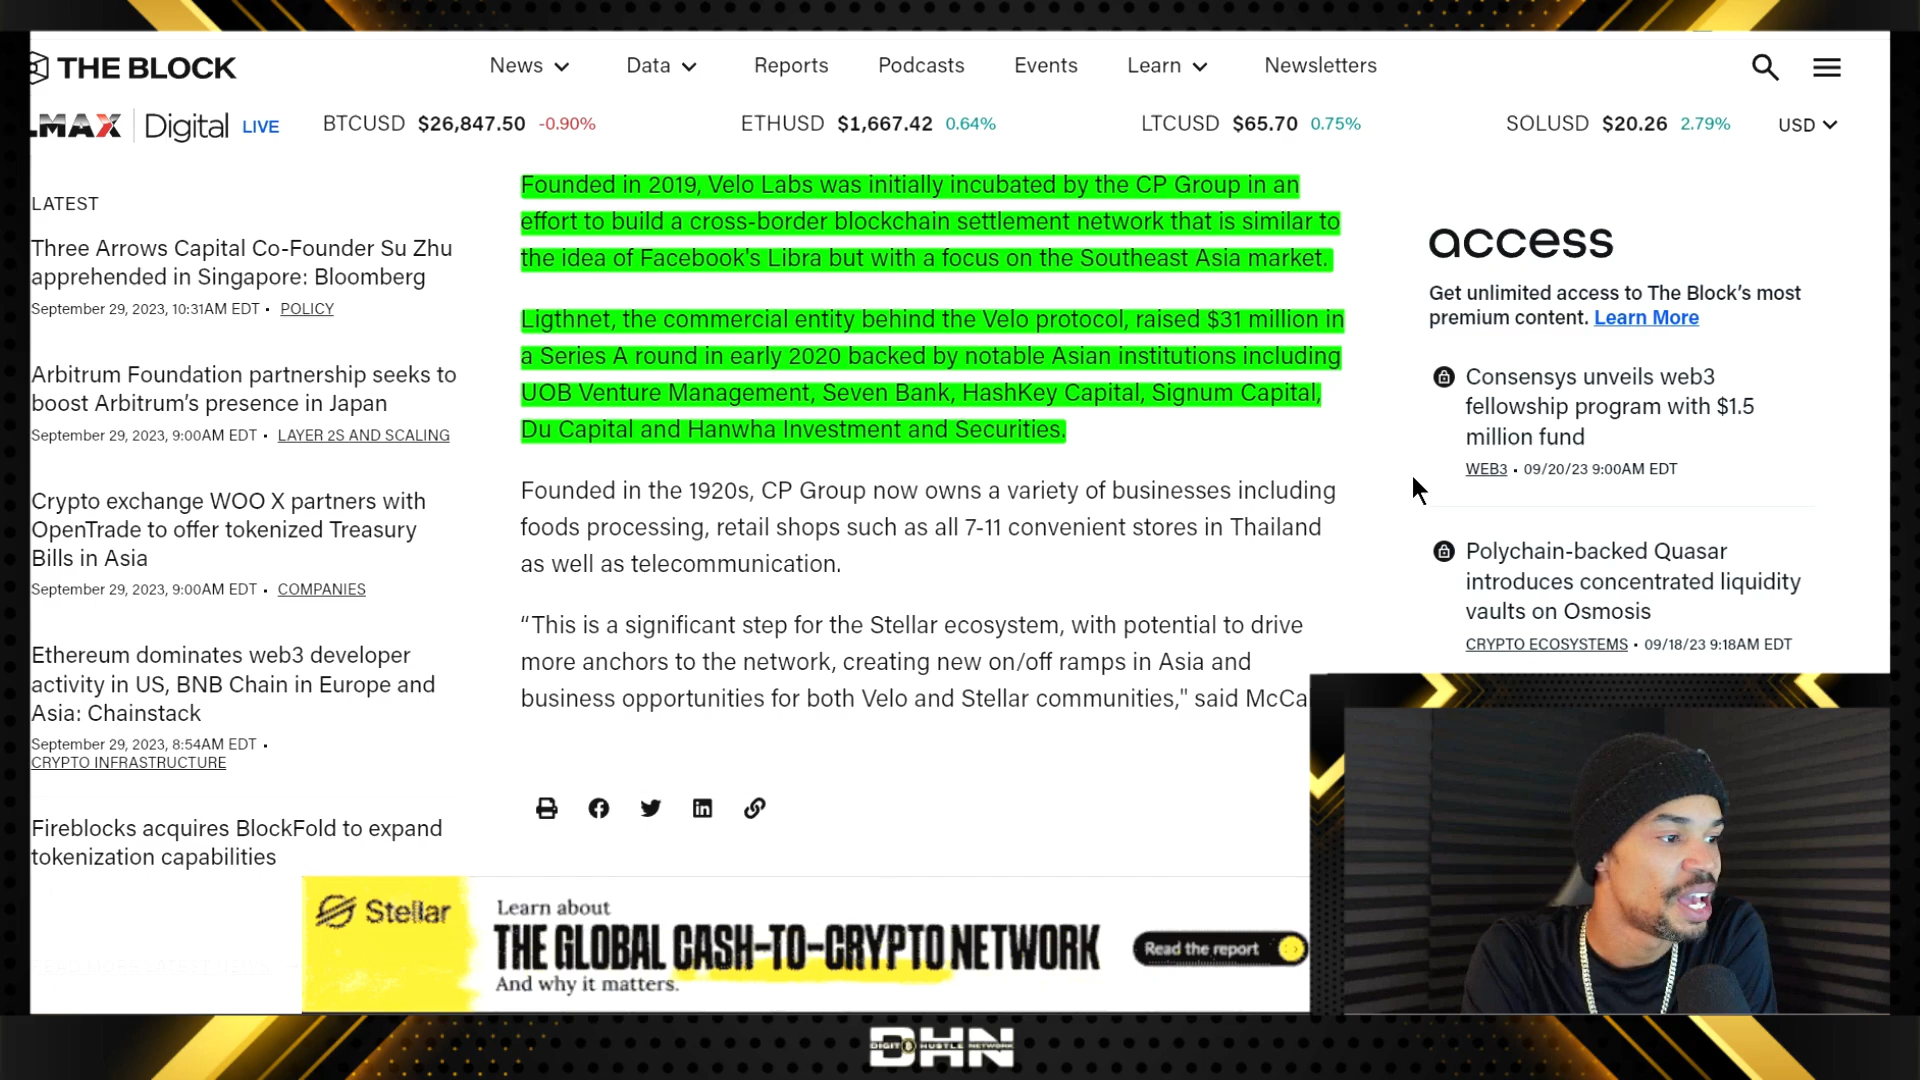 THE BLOCK
News
Data
Reports
Podcasts
Events
Learn
Newsletters
LMAX Digital LIVE
BTCUSD $26,847.50 -0.90%
ETHUSD $1,667.42 0.64%
LTCUSD $65.70 0.75%
SOLUSD $20.26 2.79%
USD
LATEST
Three Arrows Capital Co-Founder Su Zhu
apprehended in Singapore: Bloomberg
September 29, 2023, 10:31AM EDT • POLICY
Arbitrum Foundation partnership seeks to
boost Arbitrum’s presence in Japan
September 29, 2023, 9:00AM EDT • LAYER 2S AND SCALING
Crypto exchange WOO X partners with
OpenTrade to offer tokenized Treasury
Bills in Asia
September 29, 2023, 9:00AM EDT • COMPANIES
Ethereum dominates web3 developer
activity in US, BNB Chain in Europe and
Asia: Chainstack
September 29, 2023, 8:54AM EDT •
CRYPTO INFRASTRUCTURE
Fireblocks acquires BlockFold to expand
tokenization capabilities
Founded in 2019, Velo Labs was initially incubated by the CP Group in an
effort to build a cross-border blockchain settlement network that is similar to
the idea of Facebook's Libra but with a focus on the Southeast Asia market.
Ligthnet, the commercial entity behind the Velo protocol, raised $31 million in
a Series A round in early 2020 backed by notable Asian institutions including
UOB Venture Management, Seven Bank, HashKey Capital, Signum Capital,
Du Capital and Hanwha Investment and Securities.
Founded in the 1920s, CP Group now owns a variety of businesses including
foods processing, retail shops such as all 7-11 convenient stores in Thailand
as well as telecommunication.
“This is a significant step for the Stellar ecosystem, with potential to drive
more anchors to the network, creating new on/off ramps in Asia and
business opportunities for both Velo and Stellar communities," said McCa
access
Get unlimited access to The Block’s most
premium content. Learn More
Consensys unveils web3
fellowship program with $1.5
million fund
WEB3 • 09/20/23 9:00AM EDT
Polychain-backed Quasar
introduces concentrated liquidity
vaults on Osmosis
CRYPTO ECOSYSTEMS • 09/18/23 9:18AM EDT
Stellar
Learn about
THE GLOBAL CASH-TO-CRYPTO NETWORK
And why it matters.
Read the report
DHN
DIGIT HUSTLE NETWORK